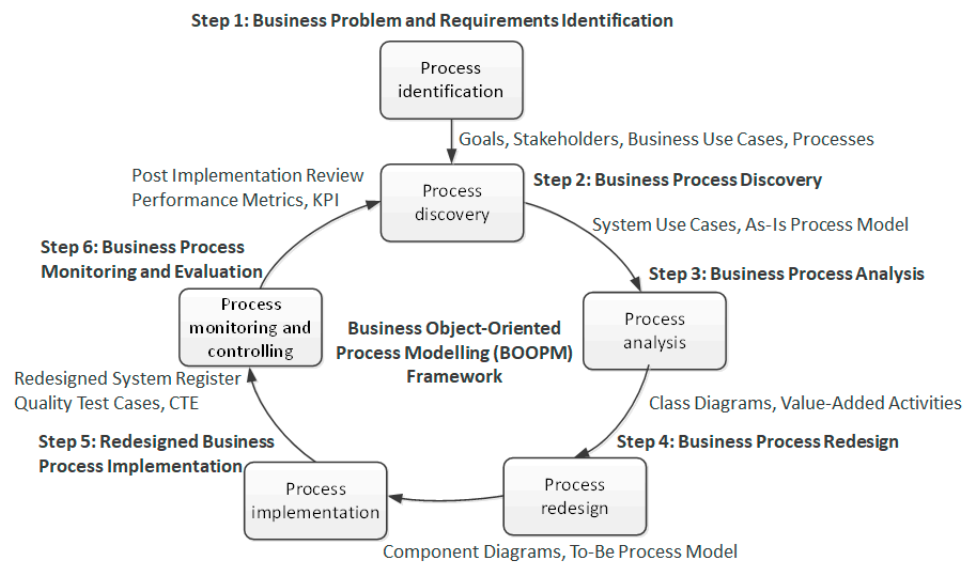 Step 1: Business Problem and Requirements Identification
Process
identification
Goals, Stakeholders, Business Use Cases, Processes
Post Implementation Review
Performance Metrics, KPI
Process
discovery
Step 2: Business Process Discovery
System Use Cases, As-Is Process Model
Step 6: Business Process
Monitoring and Evaluation
Step 3: Business Process Analysis
Process
monitoring and
controlling
Business Object-Oriented
Process Modelling (BOOPM)
Framework
Process
analysis
Redesigned System Register
Quality Test Cases, CTE
Class Diagrams, Value-Added Activities
Step 5: Redesigned Business
Process Implementation
Step 4: Business Process Redesign
Process
implementation
Process
redesign
Component Diagrams, To-Be Process Model